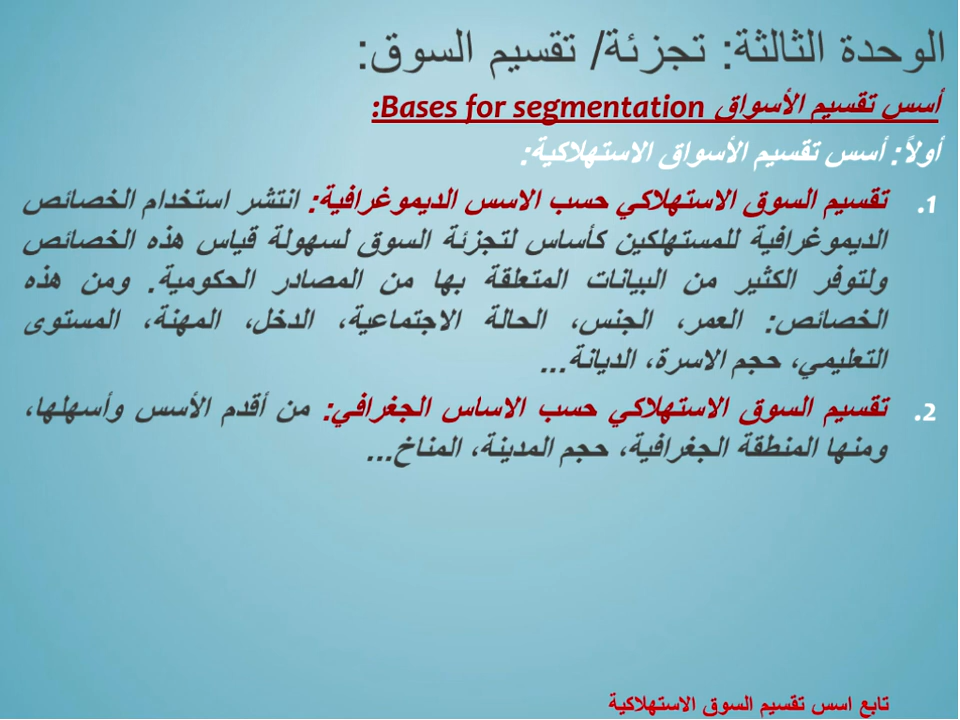 الوحدة الثالثة: تجزئة/ تقسيم السوق:
أسس تقسيم الأسواق Bases for segmentation:
أولاً: أسس تقسيم الأسواق الاستهلاكية:
1. تقسيم السوق الاستهلاكي حسب الاسس الديموغرافية: انتشر استخدام الخصائص
الديموغرافية للمستهلكين كأساس لتجزئة السوق لسهولة قياس هذه الخصائص
ولتوفر الكثير من البيانات المتعلقة بها من المصادر الحكومية. ومن هذه
الخصائص: العمر، الجنس، الحالة الاجتماعية، الدخل، المهنة، المستوى
التعليمي، حجم الاسرة، الديانة...
2. تقسيم السوق الاستهلاكي حسب الاساس الجغرافي: من أقدم الأسس وأسهلها،
ومنها المنطقة الجغرافية، حجم المدينة، المناخ...
تابع اسس تقسيم السوق الاستهلاكية